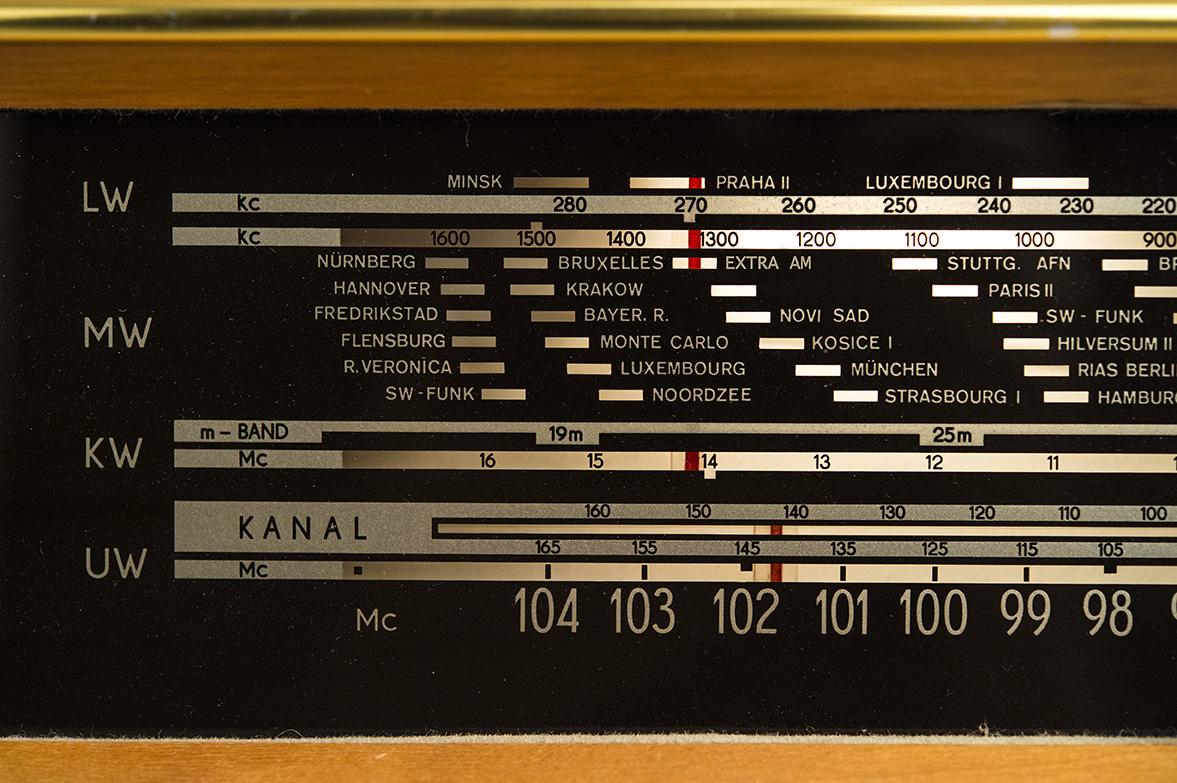 MINSK PRAHA II LUXEMBOURG I
LW Kc 280 270 260 250 240 230 220
Kc 1600 1500 1400 1300 1200 1100 1000 900
NÜRNBERG BRUXELLES EXTRA AM STUTTG. AFN
HANNOVER KRAKOW PARIS II
FREDRIKSTAD BAYER. R. NOVI SAD SW - FUNK
MW FLENSBURG MONTE CARLO KOSICE I HILVERSUM II
R. VERONICA LUXEMBOURG MÜNCHEN RIAS BERLI
SW - FUNK NOORDZEE STRASBOURG I HAMBURG
m – BAND 19m 25m
KW Mc 16 15 14 13 12 11
160 150 140 130 120 110 100
KANAL
165 155 145 135 125 115 105
UW Mc
Mc 104 103 102 101 100 99 98